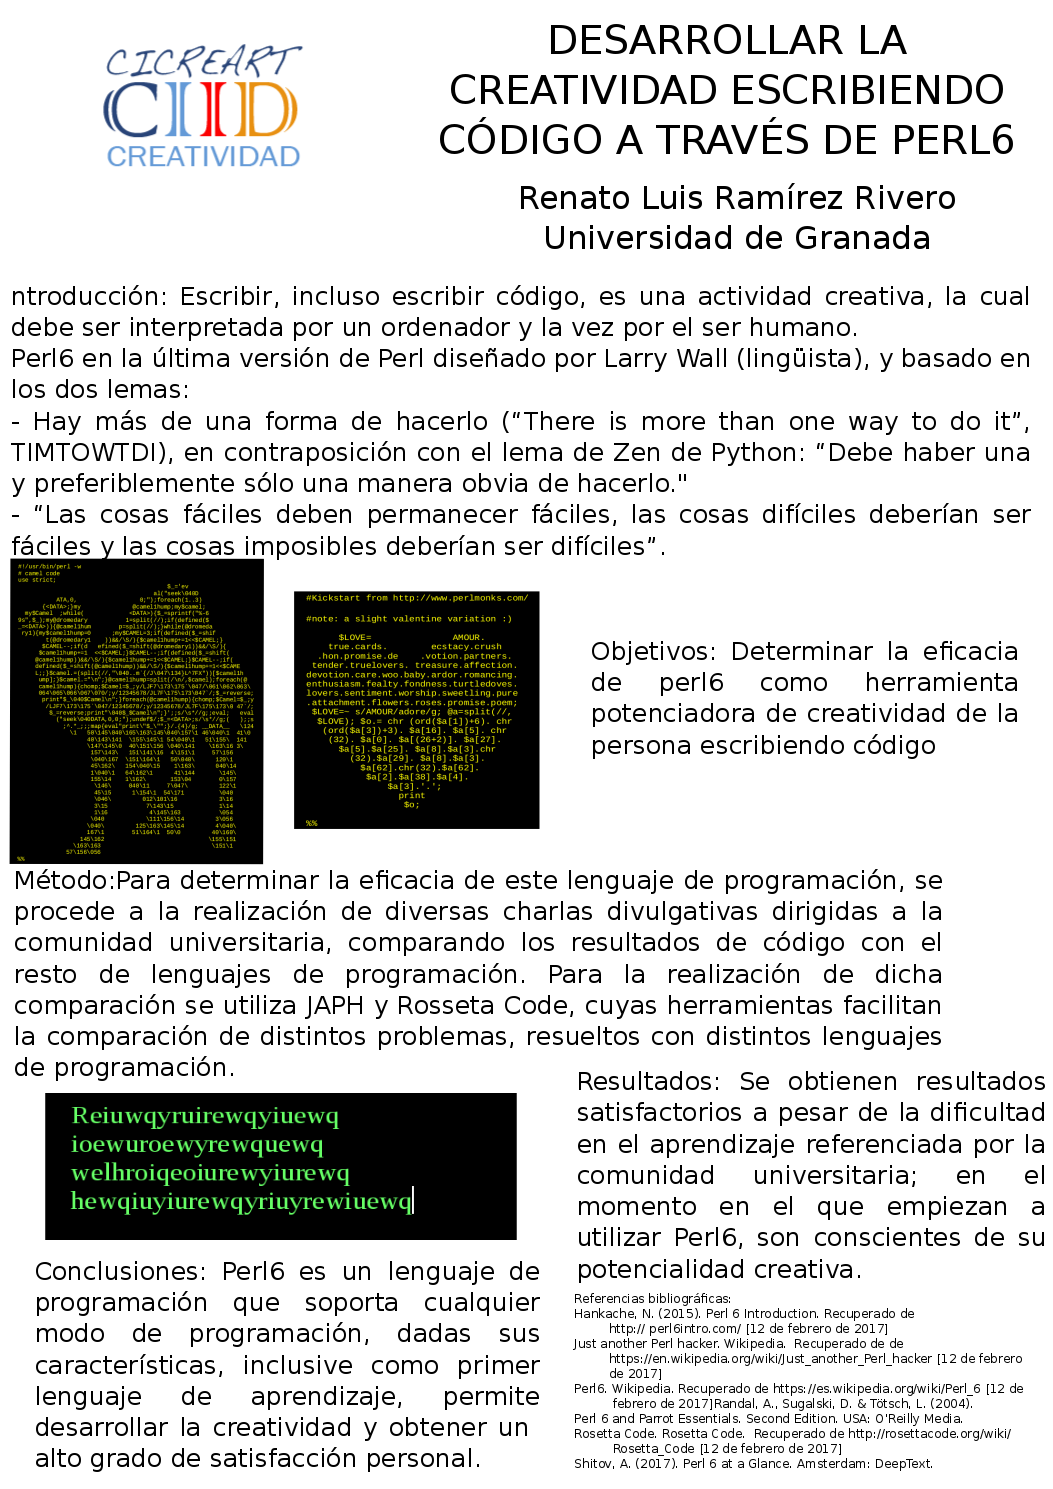 CICREART
CIID
CREATIVIDAD
DESARROLLAR LA
CREATIVIDAD ESCRIBIENDO
CÓDIGO A TRAVÉS DE PERL6
Renato Luis Ramírez Rivero
Universidad de Granada
ntroducción: Escribir, incluso escribir código, es una actividad creativa, la cual
debe ser interpretada por un ordenador y la vez por el ser humano.
Perl6 en la última versión de Perl diseñado por Larry Wall (lingüista), y basado en
los dos lemas:
- Hay más de una forma de hacerlo (“There is more than one way to do it”,
TIMTOWTDI), en contraposición con el lema de Zen de Python: “Debe haber una
y preferiblemente sólo una manera obvia de hacerlo."
- “Las cosas fáciles deben permanecer fáciles, las cosas difíciles deberían ser
fáciles y las cosas imposibles deberían ser difíciles”.
#!/usr/bin/perl -w
# camel code
use strict;
#Kickstart from http://www.perlmonks.com/
#note: a slight valentine variation :)
$LOVE= AMOUR.
true.cards. ecstacy.crush
.hon.promise.de .votion.partners.
tender.truelovers. treasure.affection.
devotion.care.woo.baby.ardor.romancing.
enthusiasm.fealty.fondness.turtledoves.
lovers.sentiment.worship.sweetling.pure
.attachment.flowers.roses.promise.poem;
$LOVE=~ s/AMOUR/adore/g; @a=split(//,
$LOVE); $o.= chr (ord($a[1])+6). chr
(ord($a[3])+3). $a[16]. $a[5]. chr
(32). $a[0]. $a[(26+2)]. $a[27].
$a[5].$a[25]. $a[8].$a[3].chr
(32).$a[29]. $a[8].$a[3].
$a[62].chr(32).$a[62].
$a[2].$a[38].$a[4].
$a[3].'.';
print
$o;
%%
Objetivos: Determinar la eficacia
de perl6 como herramienta
potenciadora de creatividad de la
persona escribiendo código
Método:Para determinar la eficacia de este lenguaje de programación, se
procede a la realización de diversas charlas divulgativas dirigidas a la
comunidad universitaria, comparando los resultados de código con el
resto de lenguajes de programación. Para la realización de dicha
comparación se utiliza JAPH y Rosseta Code, cuyas herramientas facilitan
la comparación de distintos problemas, resueltos con distintos lenguajes
de programación.
Reiuwqyruirewqyiuewq
ioewuroewyrewquewq
welhroiqeoiurewyiurewq
hewqiuyiurewqyriuyrewiuewq
Resultados: Se obtienen resultados
satisfactorios a pesar de la dificultad
en el aprendizaje referenciada por la
comunidad universitaria; en el
momento en el que empiezan a
utilizar Perl6, son conscientes de su
potencialidad creativa.
Conclusiones: Perl6 es un lenguaje de
programación que soporta cualquier
modo de programación, dadas sus
características, inclusive como primer
lenguaje de aprendizaje, permite
desarrollar la creatividad y obtener un
alto grado de satisfacción personal.
Referencias bibliográficas:
Hankache, N. (2015). Perl 6 Introduction. Recuperado de
http:// perl6intro.com/ [12 de febrero de 2017]
Just another Perl hacker. Wikipedia. Recuperado de de
https://en.wikipedia.org/wiki/Just_another_Perl_hacker [12 de febrero
de 2017]
Perl6. Wikipedia. Recuperado de https://es.wikipedia.org/wiki/Perl_6 [12 de
febrero de 2017]Randal, A., Sugalski, D. & Tötsch, L. (2004).
Perl 6 and Parrot Essentials. Second Edition. USA: O'Reilly Media.
Rosetta Code. Rosetta Code. Recuperado de http://rosettacode.org/wiki/
Rosetta_Code [12 de febrero de 2017]
Shitov, A. (2017). Perl 6 at a Glance. Amsterdam: DeepText.